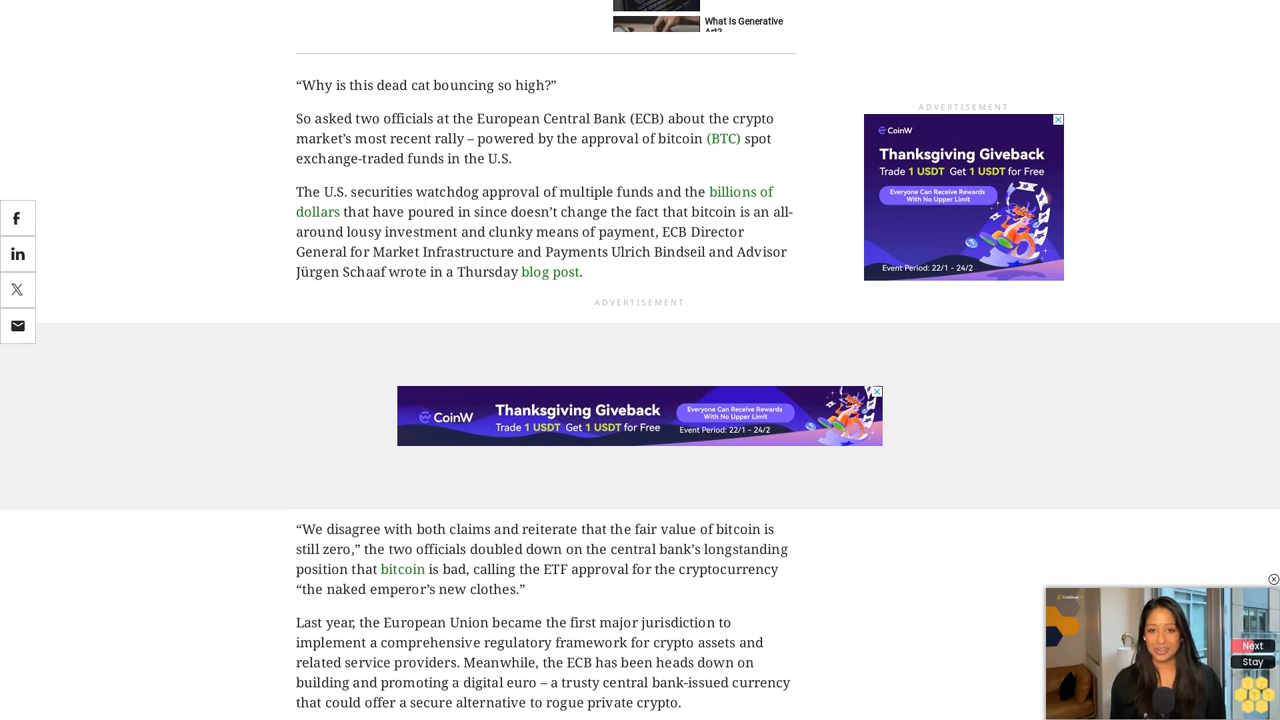 What Is Generative
Art?
“Why is this dead cat bouncing so high?”
So asked two officials at the European Central Bank (ECB) about the crypto
market’s most recent rally – powered by the approval of bitcoin (BTC) spot
exchange-traded funds in the U.S.
The U.S. securities watchdog approval of multiple funds and the billions of
dollars that have poured in since doesn’t change the fact that bitcoin is an all-
around lousy investment and clunky means of payment, ECB Director
General for Market Infrastructure and Payments Ulrich Bindseil and Advisor
Jürgen Schaaf wrote in a Thursday blog post.
ADVERTISEMENT
CoinW
Thanksgiving Giveback
Trade 1 USDT Get 1 USDT for Free
Everyone Can Receive Rewards
With No Upper Limit
Event Period: 22/1 – 24/2
ADVERTISEMENT
CoinW
Thanksgiving Giveback
Trade 1 USDT Get 1 USDT for Free
Everyone Can Receive Rewards
With No Upper Limit
Event Period: 22/1 – 24/2
“We disagree with both claims and reiterate that the fair value of bitcoin is
still zero,” the two officials doubled down on the central bank’s longstanding
position that bitcoin is bad, calling the ETF approval for the cryptocurrency
“the naked emperor’s new clothes.”
Last year, the European Union became the first major jurisdiction to
implement a comprehensive regulatory framework for crypto assets and
related service providers. Meanwhile, the ECB has been heads down on
building and promoting a digital euro – a trusty central bank-issued currency
that could offer a secure alternative to rogue private crypto.
Next
Stay